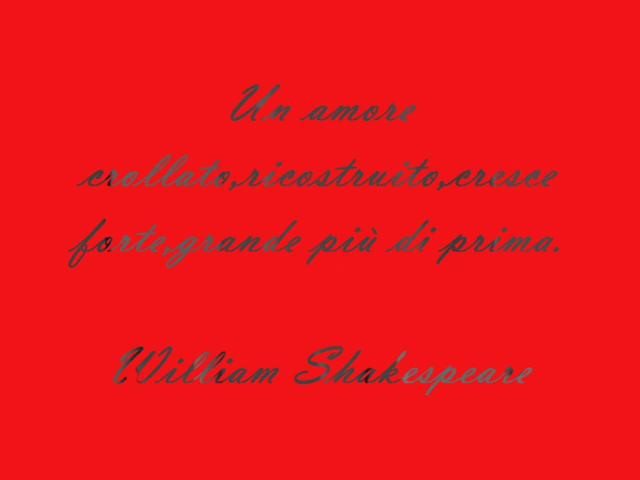 Un amore
crollato,ricostruito,cresce
forte,grande più di prima.
William Shakespeare